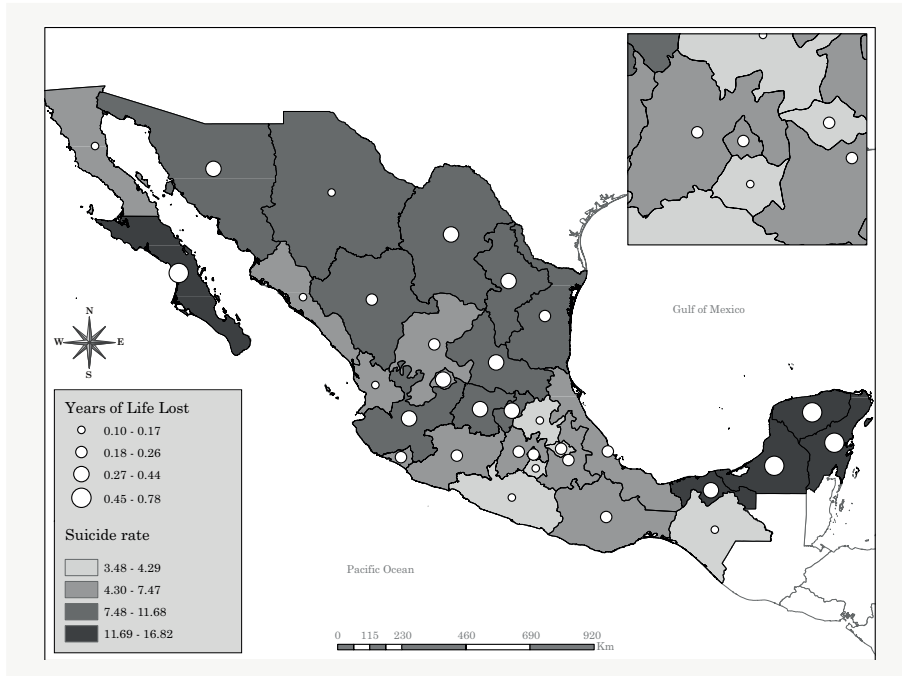 Gulf of Mexico
N
W E
S
Years of Life Lost
0.10 - 0.17
0.18 - 0.26
0.27 - 0.44
0.45 - 0.78
Suicide rate
3.48 - 4.29
4.30 - 7.47
7.48 - 11.68
11.69 - 16.82
Pacific Ocean
0 115 230 460 690 920
Km